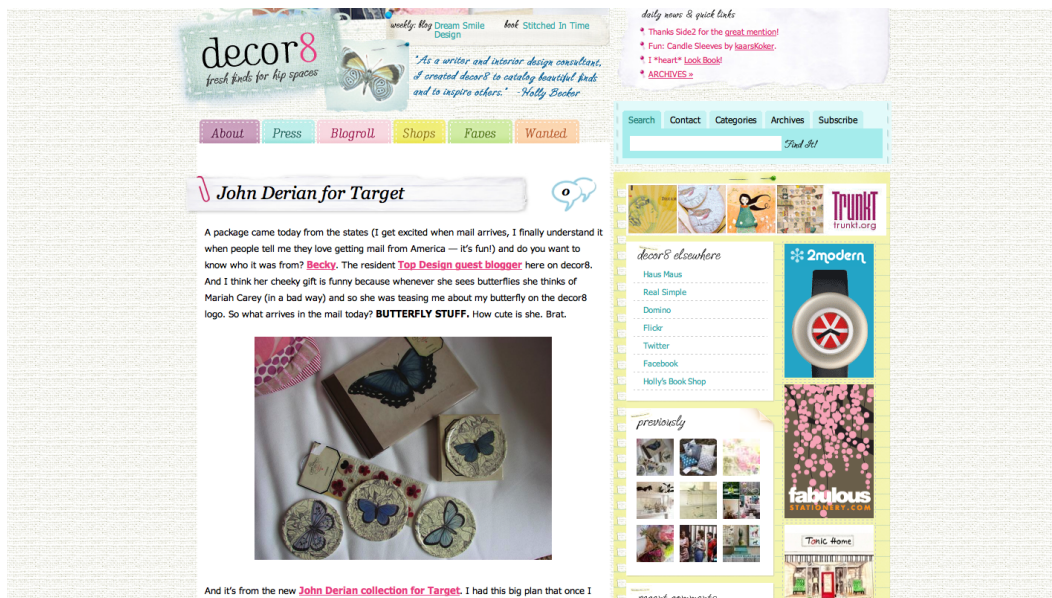 weekly: blog Dream Smile Design
book Stitched In Time
decor8
fresh finds for hip spaces
"As a writer and interior design consultant,
I created decor8 to catalog beautiful finds
and to inspire others." -Holly Becker
daily news & quick links
Thanks Side2 for the great mention!
Fun: Candle Sleeves by kaarsKoker.
I *heart* Look Book!
ARCHIVES »
About Press Blogroll Shops Faves Wanted
Search Contact Categories Archives Subscribe
Find It!
John Derian for Target
0
A package came today from the states (I get excited when mail arrives, I finally understand it
when people tell me they love getting mail from America — it's fun!) and do you want to
know who it was from? Becky. The resident Top Design guest blogger here on decor8.
And I think her cheeky gift is funny because whenever she sees butterflies she thinks of
Mariah Carey (in a bad way) and so she was teasing me about my butterfly on the decor8
logo. So what arrives in the mail today? BUTTERFLY STUFF. How cute is she. Brat.
And it's from the new John Derian collection for Target. I had this big plan that once I
TRUNKT
trunkt.org
decor8 elsewhere
Haus Maus
Real Simple
Domino
Flickr
Twitter
Facebook
Holly's Book Shop
previously
recent comments
2modern
fabulous
STATIONERY.COM
Tonic Home